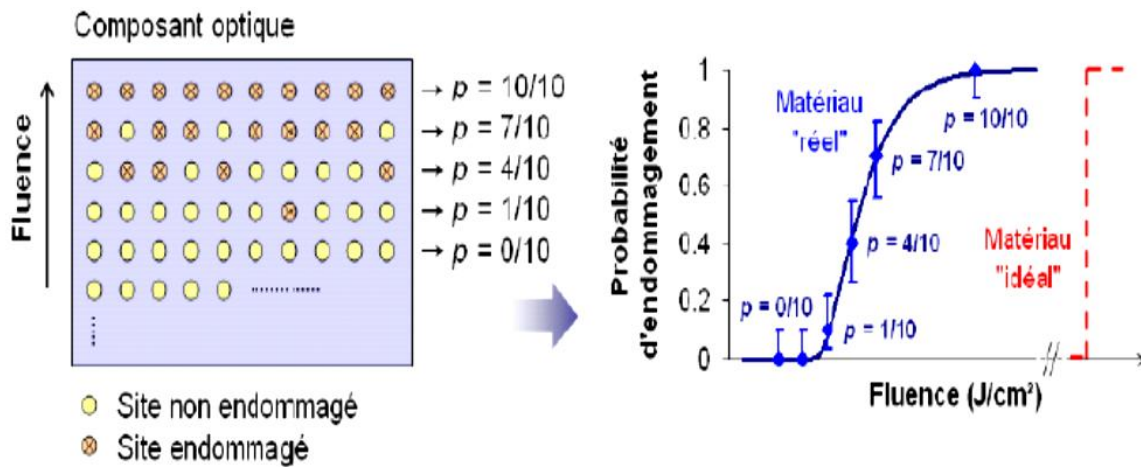 Composant optique
Fluence
→ p = 10/10
→ p = 7/10
→ p = 4/10
→ p = 1/10
→ p = 0/10
Site non endommagé
Site endommagé
Probabilité
d'endommagement
1
0.8
0.6
0.4
0.2
0
Matériau
"réel"
p = 10/10
p = 7/10
p = 4/10
p = 0/10
p = 1/10
Matériau
"idéal"
Fluence (J/cm²)